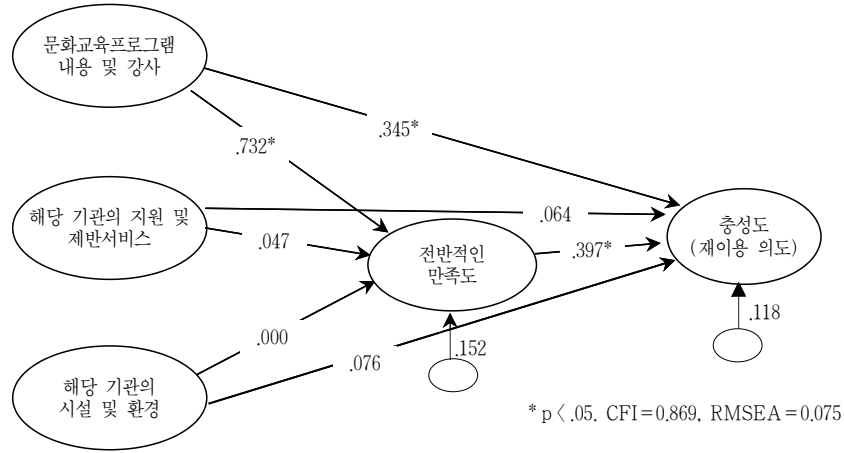 문화교육프로그램
내용 및 강사
.345*
.732*
해당 기관의 지원 및
제반서비스
.064
.047
전반적인
만족도
.397*
충성도
(재이용 의도)
.000
.076
.152
.118
해당 기관의
시설 및 환경
* p < .05. CFI=0.869, RMSEA=0.075